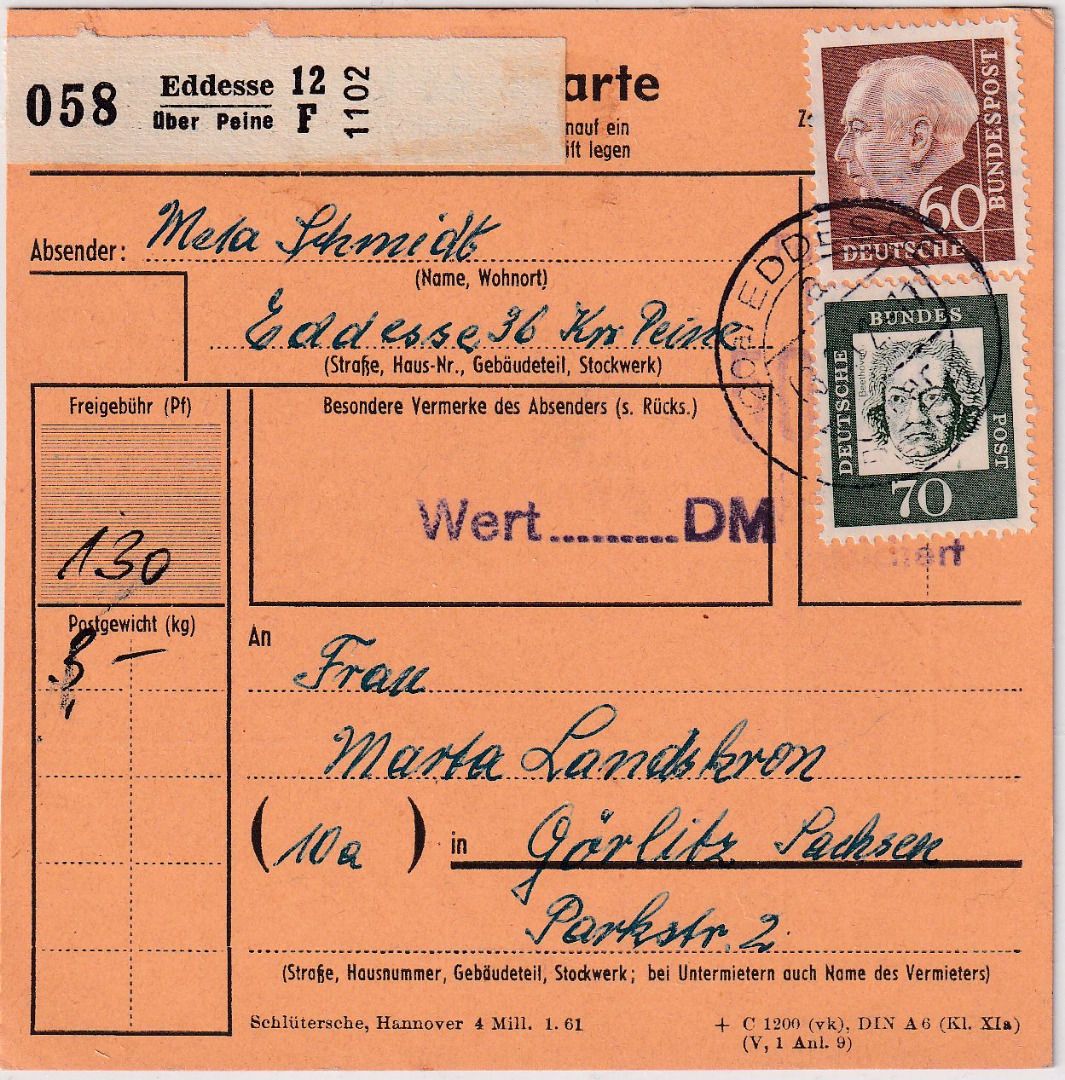 058 Eddesse 12
über Peine F 1102
arte
nauf ein
ift legen
60
DEUTSCHE
BUNDESPOST
Absender: Meta Schmidt
(Name, Wohnort)
Eddesse 36 Krs Peine
(Straße, Haus-Nr., Gebäudeteil, Stockwerk)
EDDESSE
BUNDES
DEUTSCHE
POST
Beethoven
70
Freigebühr (Pf)
130
Besondere Vermerke des Absenders (s. Rücks.)
Wert.........DM
Postgewicht (kg)
An
Frau
Marta Landskron
(10a) in Görlitz Sachsen
Parkstr. 2
(Straße, Hausnummer, Gebäudeteil, Stockwerk; bei Untermietern auch Name des Vermieters)
Schlütersche, Hannover 4 Mill. 1. 61
+ C 1200 (vk), DIN A 6 (Kl. XIa)
(V, 1 Anl. 9)